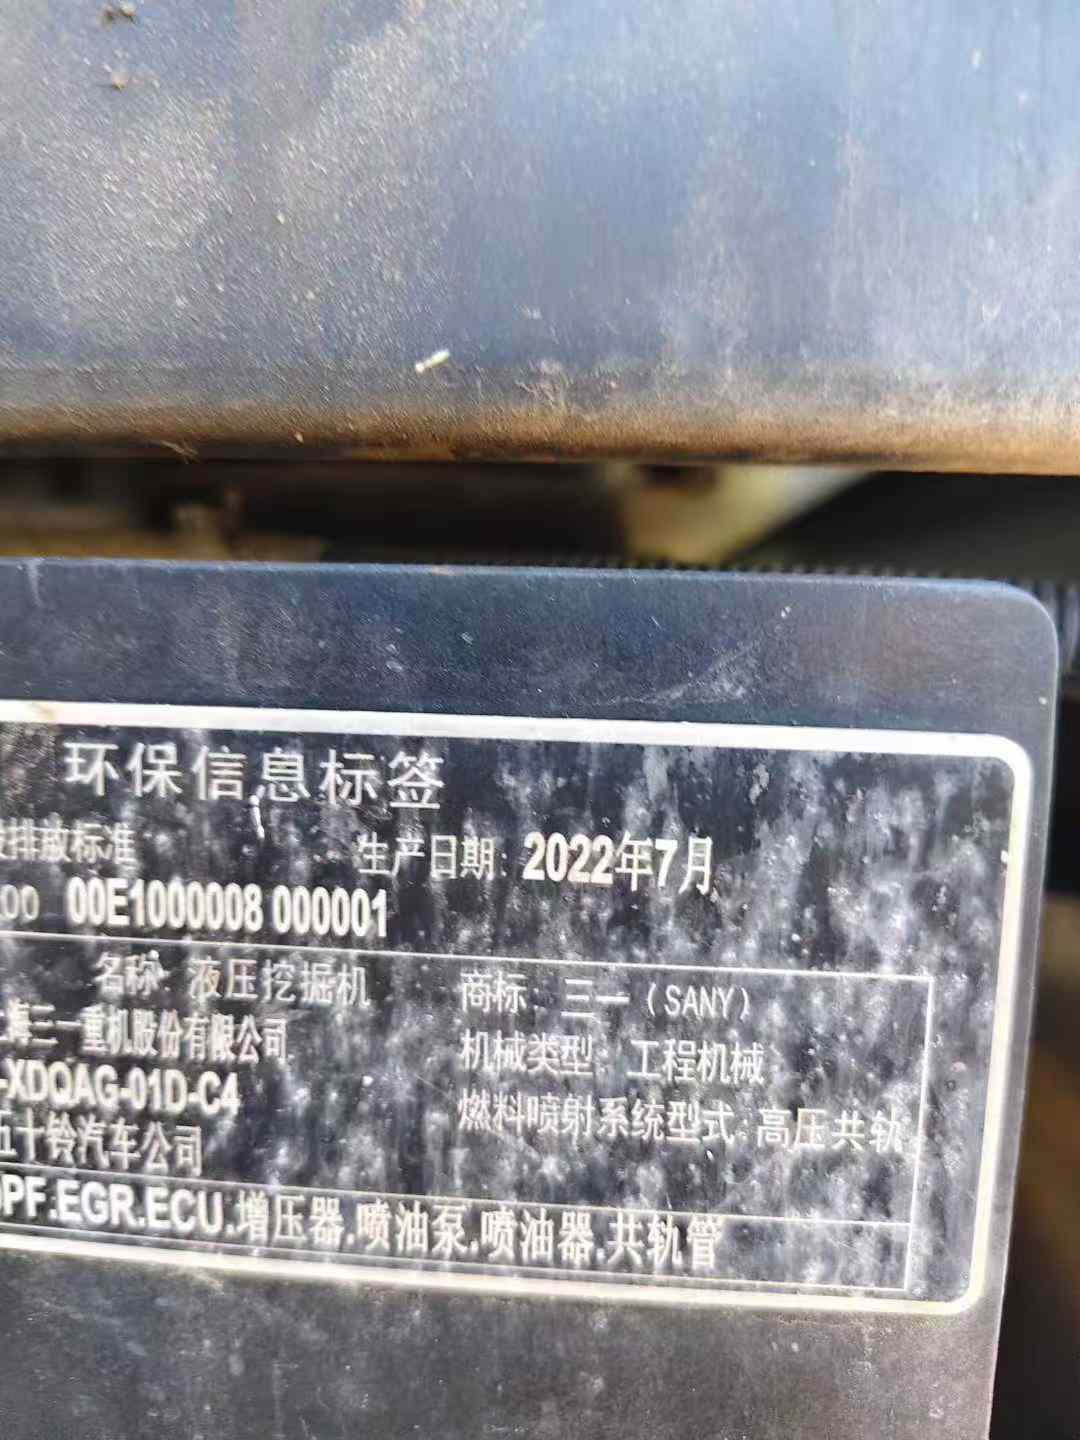 环保信息标签
排放标准 生产日期: 2022年7月
00E1000008 000001
名称: 液压挖掘机 商标: 三一(SANY)
上海三一重机股份有限公司 机械类型: 工程机械
-XDQAG-01D-C4 燃料喷射系统型式: 高压共轨
五十铃汽车公司
DPF.EGR.ECU.增压器.喷油泵.喷油器.共轨管